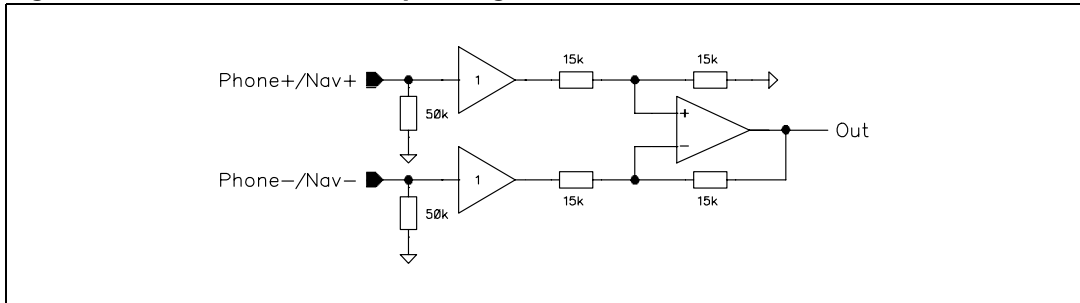 15k 15k
Phone+/Nav+ 1
50k
+
Out
−
Phone−/Nav− 1
15k 15k
50k